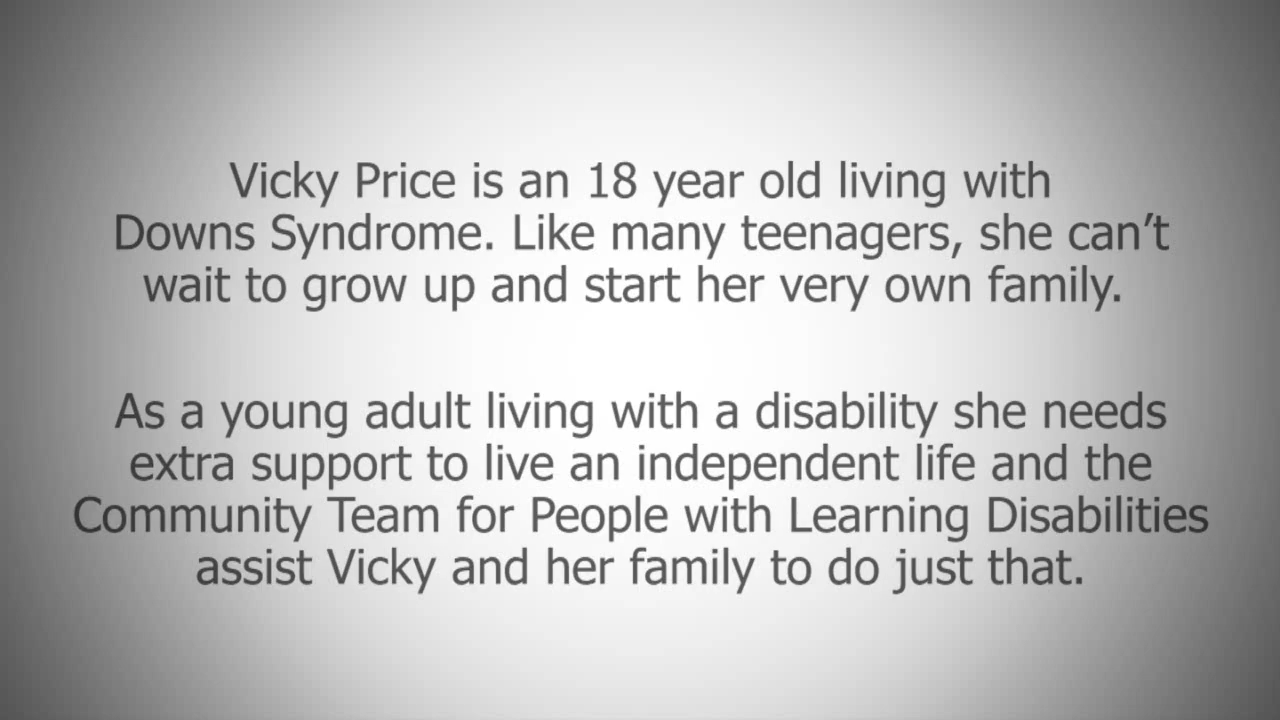 Vicky Price is an 18 year old living with
Downs Syndrome. Like many teenagers, she can’t
wait to grow up and start her very own family.
As a young adult living with a disability she needs
extra support to live an independent life and the
Community Team for People with Learning Disabilities
assist Vicky and her family to do just that.